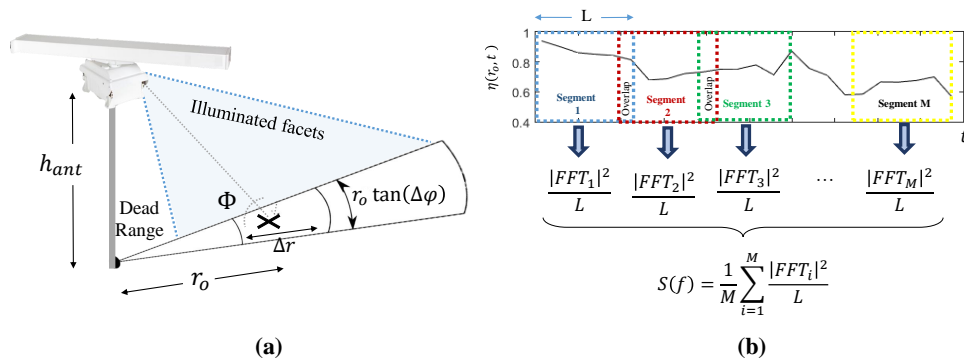 h_ant
Illuminated facets
Dead
Range
Φ
Δr
r_o tan(Δφ)
r_o
(a)
L
η(r_o, t)
1
0.8
0.6
0.4
Segment
1
Overlap
Segment
2
Overlap
Segment 3
Segment M
t
|FFT_1|^2 / L
|FFT_2|^2 / L
|FFT_3|^2 / L
...
|FFT_M|^2 / L
S(f) = 1/M ∑_{i=1}^{M} |FFT_i|^2 / L
(b)